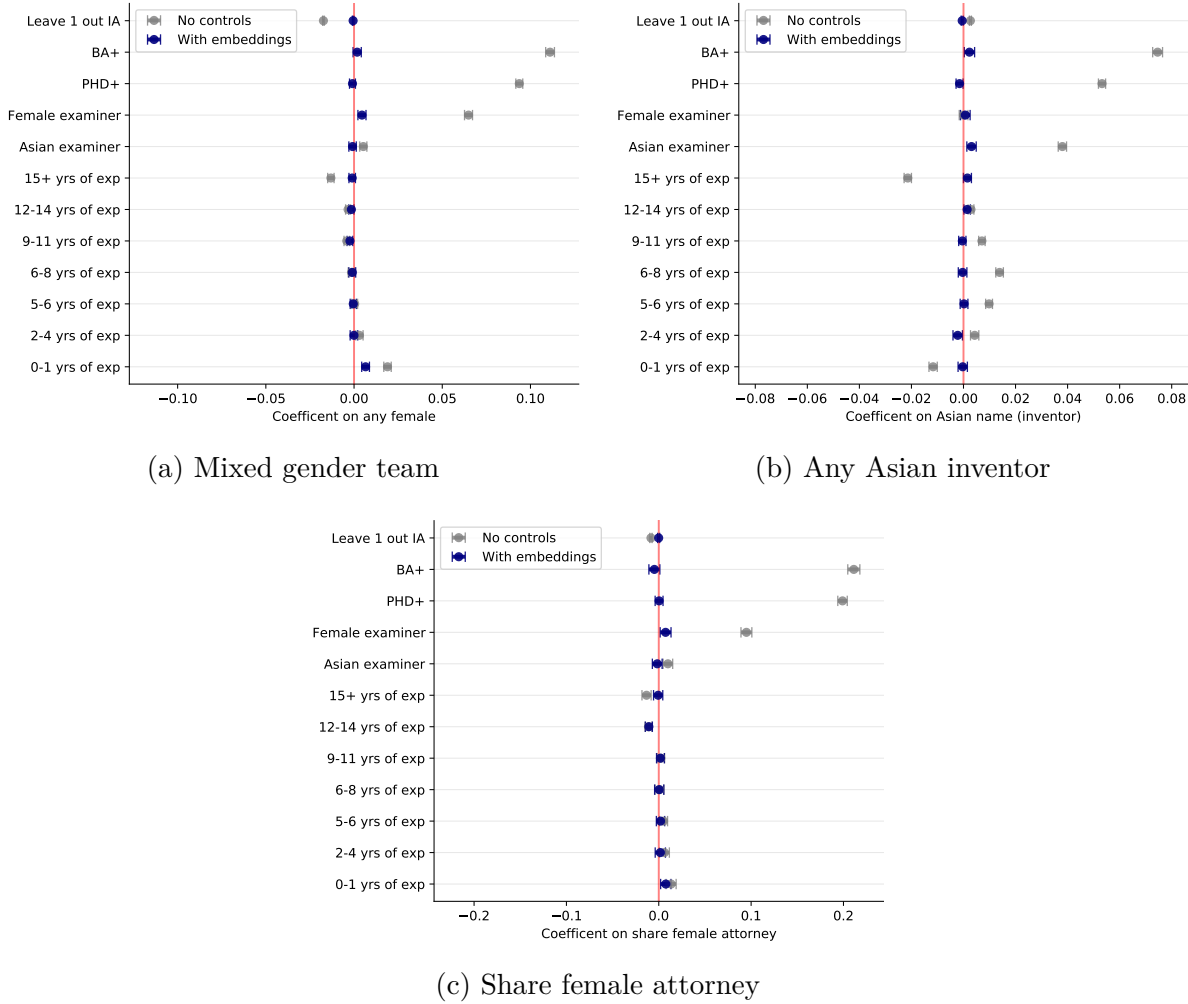 Leave 1 out IA
BA+
PHD+
Female examiner
Asian examiner
15+ yrs of exp
12-14 yrs of exp
9-11 yrs of exp
6-8 yrs of exp
5-6 yrs of exp
2-4 yrs of exp
0-1 yrs of exp
No controls
With embeddings
−0.10 −0.05 0.00 0.05 0.10
Coefficent on any female
(a) Mixed gender team
Leave 1 out IA
BA+
PHD+
Female examiner
Asian examiner
15+ yrs of exp
12-14 yrs of exp
9-11 yrs of exp
6-8 yrs of exp
5-6 yrs of exp
2-4 yrs of exp
0-1 yrs of exp
No controls
With embeddings
−0.08 −0.06 −0.04 −0.02 0.00 0.02 0.04 0.06 0.08
Coefficent on Asian name (inventor)
(b) Any Asian inventor
Leave 1 out IA
BA+
PHD+
Female examiner
Asian examiner
15+ yrs of exp
12-14 yrs of exp
9-11 yrs of exp
6-8 yrs of exp
5-6 yrs of exp
2-4 yrs of exp
0-1 yrs of exp
No controls
With embeddings
−0.2 −0.1 0.0 0.1 0.2
Coefficent on share female attorney
(c) Share female attorney